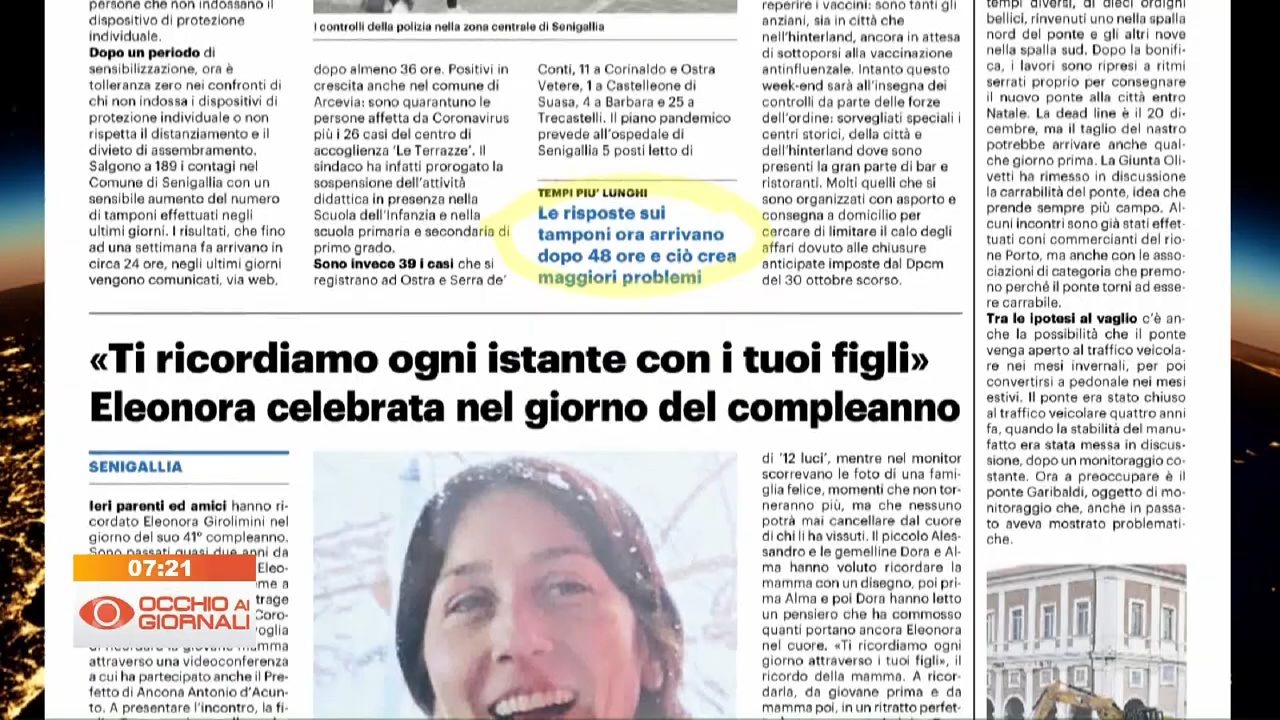 persone che non indossano il
dispositivo di protezione
individuale.
Dopo un periodo di
sensibilizzazione, ora è
tolleranza zero nei confronti di
chi non indossa i dispositivi di
protezione individuale o non
rispetta il distanziamento e il
divieto di assembramento.
Salgono a 189 i contagi nel
Comune di Senigallia con un
sensibile aumento del numero
di tamponi effettuati negli
ultimi giorni. I risultati, che fino
ad una settimana fa arrivano in
circa 24 ore, negli ultimi giorni
vengono comunicati, via web,
I controlli della polizia nella zona centrale di Senigallia
dopo almeno 36 ore. Positivi in
crescita anche nel comune di
Arcevia: sono quarantuno le
persone affetta da Coronavirus
più i 26 casi del centro di
accoglienza 'Le Terrazze'. Il
sindaco ha infatti prorogato la
sospensione dell'attività
didattica in presenza nella
Scuola dell'Infanzia e nella
scuola primaria e secondaria di
primo grado.
Sono invece 39 i casi che si
registrano ad Ostra e Serra de'
Conti, 11 a Corinaldo e Ostra
Vetere, 1 a Castelleone di
Suasa, 4 a Barbara e 25 a
Trecastelli. Il piano pandemico
prevede all'ospedale di
Senigallia 5 posti letto di
TEMPI PIU' LUNGHI
Le risposte sui
tamponi ora arrivano
dopo 48 ore e ciò crea
maggiori problemi
reperire i vaccini: sono tanti gli
anziani, sia in città che
nell'hinterland, ancora in attesa
di sottoporsi alla vaccinazione
antinfluenzale. Intanto questo
week-end sarà all'insegna dei
controlli da parte delle forze
dell'ordine: sorvegliati speciali i
centri storici, della città e
dell'hinterland dove sono
presenti la gran parte di bar e
ristoranti. Molti quelli che si
sono organizzati con asporto e
consegna a domicilio per
cercare di limitare il calo degli
affari dovuto alle chiusure
anticipate imposte dal Dpcm
del 30 ottobre scorso.
tempi diversi, di dieci ordigni
bellici, rinvenuti uno nella spalla
nord del ponte e gli altri nove
nella spalla sud. Dopo la bonifi-
ca, i lavori sono ripresi a ritmi
serrati proprio per consegnare
il nuovo ponte alla città entro
Natale. La dead line è il 20 di-
cembre, ma il taglio del nastro
potrebbe arrivare anche qual-
che giorno prima. La Giunta Oli-
vetti ha rimesso in discussione
la carrabilità del ponte, idea che
prende sempre più campo. Al-
cuni incontri sono già stati effet-
tuati coni commercianti del rio-
ne Porto, ma anche con le asso-
ciazioni di categoria che premo-
no perché il ponte torni ad esse-
re carrabile.
Tra le ipotesi al vaglio c'è an-
che la possibilità che il ponte
venga aperto al traffico veicola-
re nei mesi invernali, per poi
convertirsi a pedonale nei mesi
estivi. Il ponte era stato chiuso
al traffico veicolare quattro anni
fa, quando la stabilità del manu-
fatto era stata messa in discus-
sione, dopo un monitoraggio co-
stante. Ora a preoccupare è il
ponte Garibaldi, oggetto di mo-
nitoraggio che, anche in passa-
to aveva mostrato problemati-
che.
«Ti ricordiamo ogni istante con i tuoi figli»
Eleonora celebrata nel giorno del compleanno
SENIGALLIA
Ieri parenti ed amici hanno ri-
cordato Eleonora Girolimini nel
giorno del suo 41° compleanno.
Sono passati quasi due anni da
Eleo-
me a
trage
Coro-
voglia
di ricordare la giovane mamma
attraverso una videoconferenza
a cui ha partecipato anche il Pre-
fetto di Ancona Antonio d'Acun-
to. A presentare l'incontro, la fi-
07:21
OCCHIO AI
GIORNALI
di '12 luci', mentre nel monitor
scorrevano le foto di una fami-
glia felice, momenti che non tor-
neranno più, ma che nessuno
potrà mai cancellare dal cuore
di chi li ha vissuti. Il piccolo Ales-
sandro e le gemelline Dora e Al-
ma hanno voluto ricordare la
mamma con un disegno, poi pri-
ma Alma e poi Dora hanno letto
un pensiero che ha commosso
quanti portano ancora Eleonora
nel cuore. «Ti ricordiamo ogni
giorno attraverso i tuoi figli», il
ricordo della mamma. A ricor-
darla, da giovane prima e da
mamma poi, in un ritratto perfet-